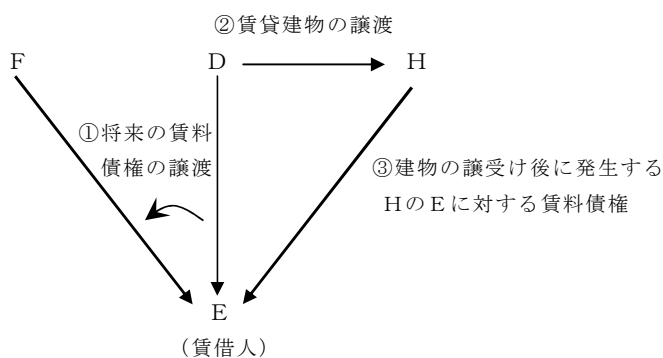 ②賃貸建物の譲渡
F D H
①将来の賃料
債権の譲渡
③建物の譲受け後に発生する
HのEに対する賃料債権
E
(賃借人)